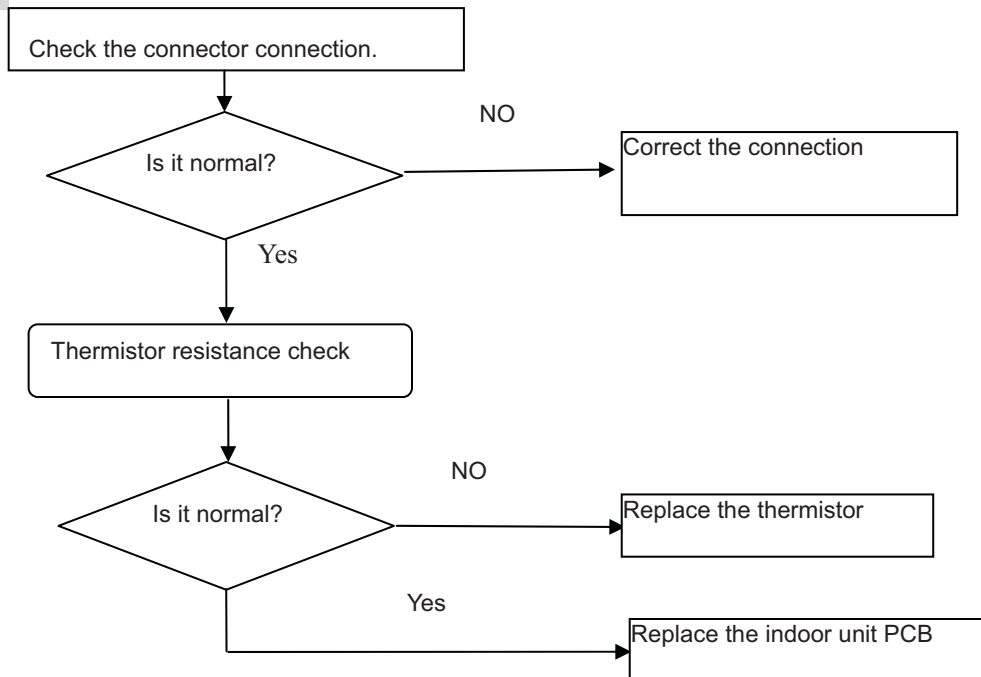 Check the connector connection.
NO
Is it normal?
Correct the connection
Yes
Thermistor resistance check
NO
Is it normal?
Replace the thermistor
Yes
Replace the indoor unit PCB